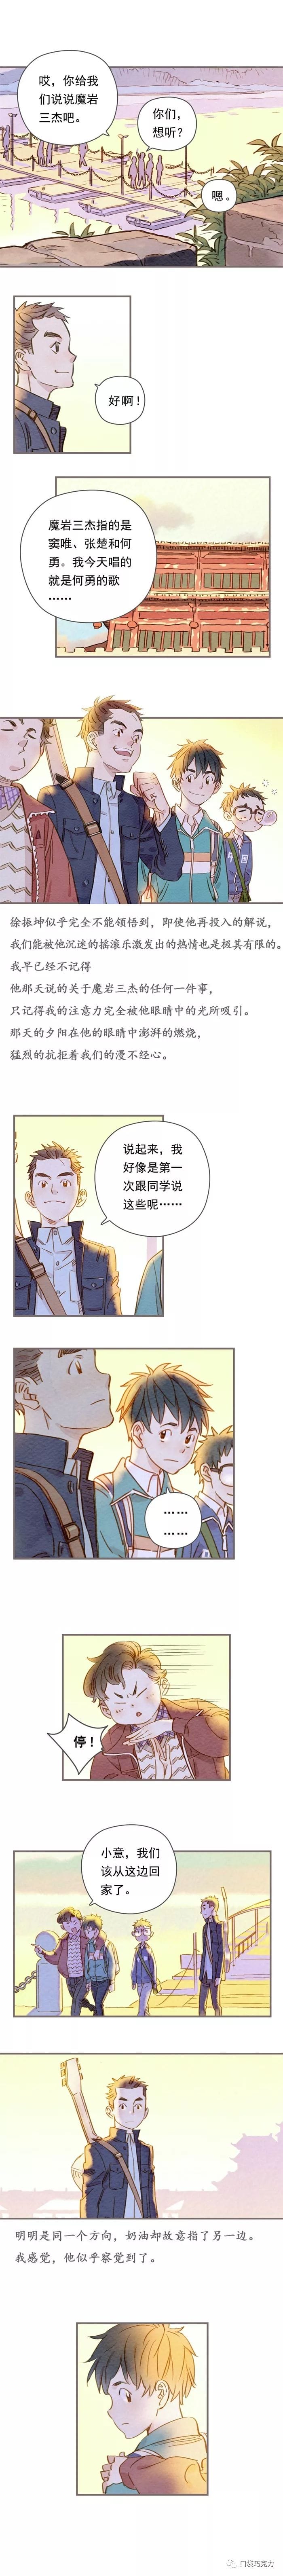 哎，你给我
们说说魔岩
三杰吧。
你们，
想听？
嗯。
好啊！
魔岩三杰指的是
窦唯、张楚和何
勇。我今天唱的
就是何勇的歌
……
徐振坤似乎完全不能领悟到，即使他再投入的解说，
我们能被他沉迷的摇滚乐激发出的热情也是极其有限的。
我早已经不记得
他那天说的关于魔岩三杰的任何一件事，
只记得我的注意力完全被他眼睛中的光所吸引。
那天的夕阳在他的眼睛中澎湃的燃烧，
猛烈的抗拒着我们的漫不经心。
说起来，我
好像是第一
次跟同学说
这些呢……
……
……
停！
小意，我们
该从这边回
家了。
明明是同一个方向，奶油却故意指了另一边。
我感觉，他似乎察觉到了。
口袋巧克力